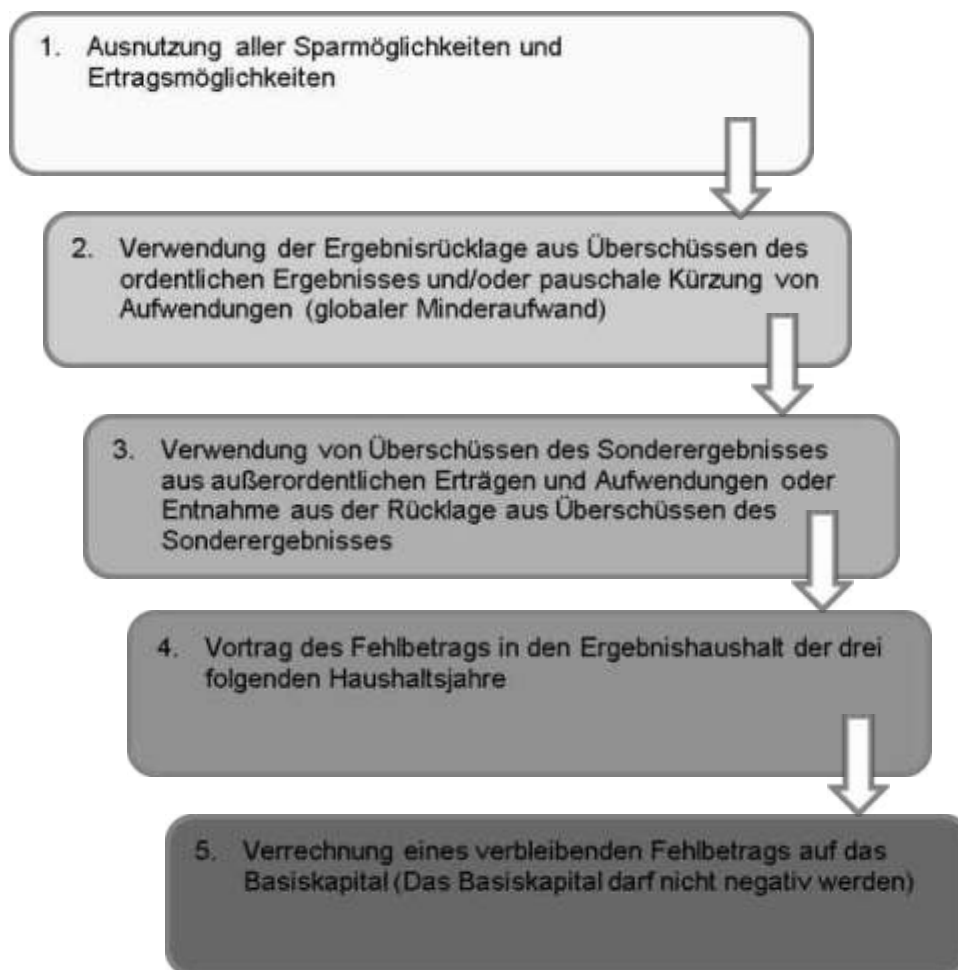 1. Ausnutzung aller Sparmöglichkeiten und
Ertragsmöglichkeiten
2. Verwendung der Ergebnisrücklage aus Überschüssen des
ordentlichen Ergebnisses und/oder pauschale Kürzung von
Aufwendungen (globaler Minderaufwand)
3. Verwendung von Überschüssen des Sonderergebnisses
aus außerordentlichen Erträgen und Aufwendungen oder
Entnahme aus der Rücklage aus Überschüssen des
Sonderergebnisses
4. Vortrag des Fehlbetrags in den Ergebnishaushalt der drei
folgenden Haushaltsjahre
5. Verrechnung eines verbleibenden Fehlbetrags auf das
Basiskapital (Das Basiskapital darf nicht negativ werden)